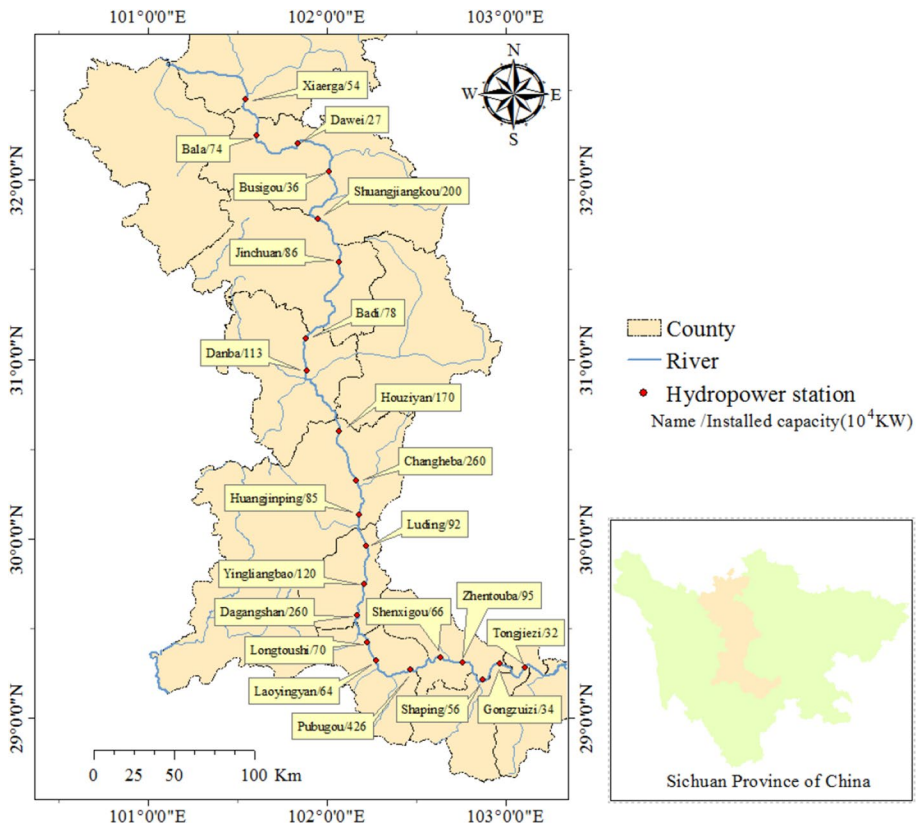 101°0'0"E
102°0'0"E
103°0'0"E
N
W
E
S
Xiaerga/54
S
Dawei/27
Bala/74
Busigou/36
Shuangjiangkou/200
Jinchuan/86
Badi/78
Danba/113
Houziyan/170
Changheba/260
Huangjinping/85
Luding/92
Yingliangbao/120
Zhentouba/95
Dagangshan/260
Shenxigou/66
Tongjiezi/32
Longtoushi/70
Laoyingyan/64
Shaping/56
Gongzuizi/34
Pubugou/426
32°0'0"N
31°0'0"N
30°0'0"N
29°0'0"N
32°0'0"N
31°0'0"N
30°0'0"N
29°0'0"N
0 25 50 100 Km
101°0'0"E
102°0'0"E
103°0'0"E
County
River
Hydropower station
Name /Installed capacity(10⁴KW)
Sichuan Province of China